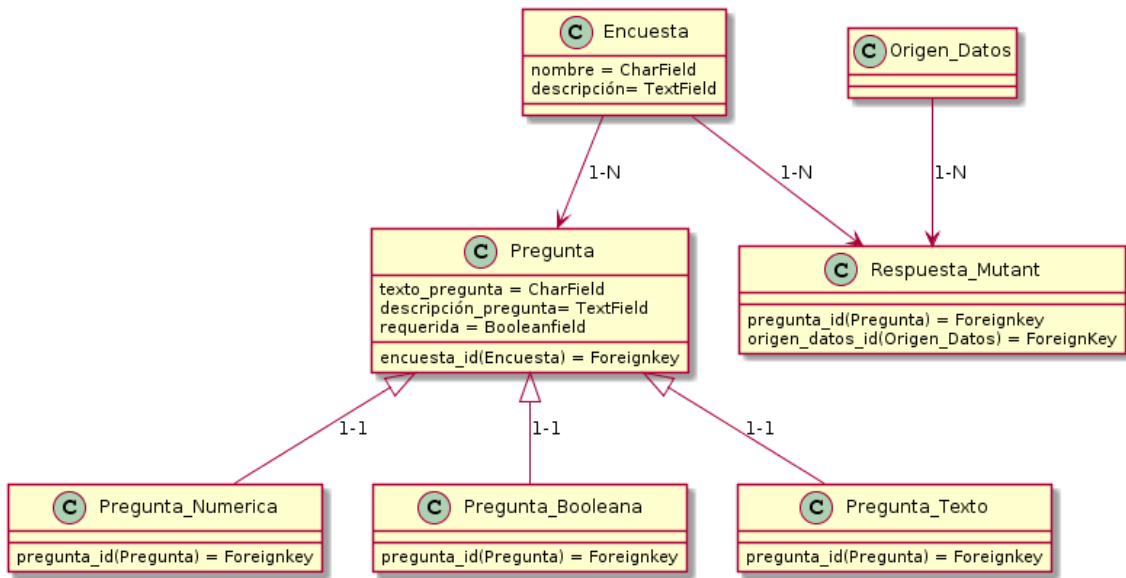 C Encuesta
nombre = CharField
descripción= TextField
C Origen_Datos
1-N
1-N
1-N
C Pregunta
texto_pregunta = CharField
descripción_pregunta= TextField
requerida = Booleanfield
encuesta_id(Encuesta) = Foreignkey
C Respuesta_Mutant
pregunta_id(Pregunta) = Foreignkey
origen_datos_id(Origen_Datos) = ForeignKey
1-1
1-1
1-1
C Pregunta_Numerica
pregunta_id(Pregunta) = Foreignkey
C Pregunta_Booleana
pregunta_id(Pregunta) = Foreignkey
C Pregunta_Texto
pregunta_id(Pregunta) = Foreignkey